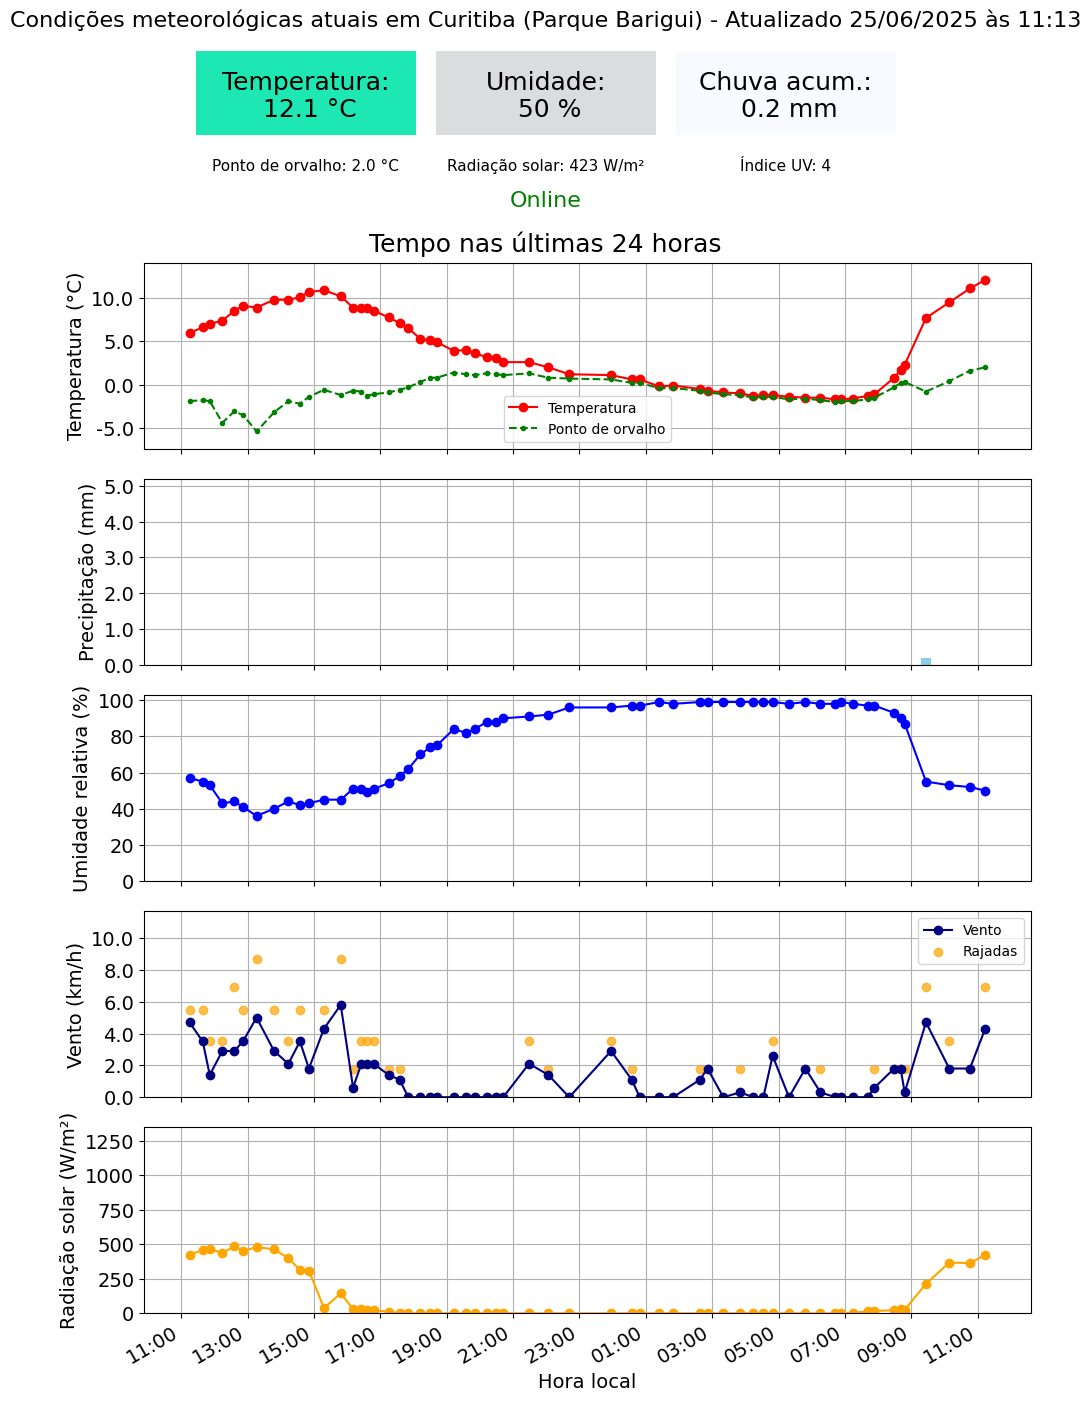 Condições meteorológicas atuais em Curitiba (Parque Barigui) - Atualizado 25/06/2025 às 11:13
Temperatura:
12.1 °C
Umidade:
50 %
Chuva acum.:
0.2 mm
Ponto de orvalho: 2.0 °C
Radiação solar: 423 W/m²
Índice UV: 4
Online
Tempo nas últimas 24 horas
Temperatura (°C)
10.0
5.0
0.0
-5.0
Temperatura
Ponto de orvalho
Precipitação (mm)
5.0
4.0
3.0
2.0
1.0
0.0
Umidade relativa (%)
100
80
60
40
20
0
Vento (km/h)
10.0
8.0
6.0
4.0
2.0
0.0
Vento
Rajadas
Radiação solar (W/m²)
1250
1000
750
500
250
0
11:00
13:00
15:00
17:00
19:00
21:00
23:00
01:00
03:00
05:00
07:00
09:00
11:00
Hora local